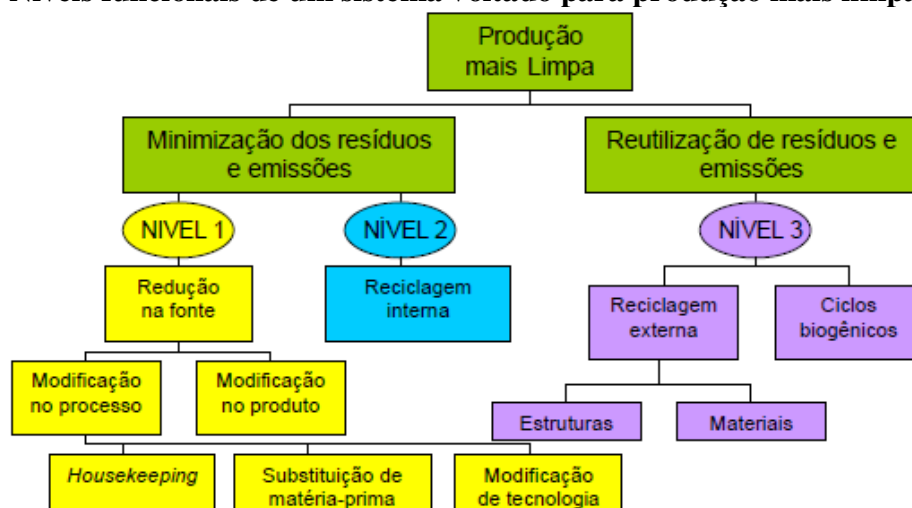 Níveis funcionais de um sistema voltado para produção mais limpa
Produção
mais Limpa
Minimização dos resíduos
e emissões
Reutilização de resíduos e
emissões
NIVEL 1
NÍVEL 2
NÍVEL 3
Redução
na fonte
Reciclagem
interna
Reciclagem
externa
Ciclos
biogênicos
Modificação
no processo
Modificação
no produto
Estruturas
Materiais
Housekeeping
Substituição de
matéria-prima
Modificação
de tecnologia